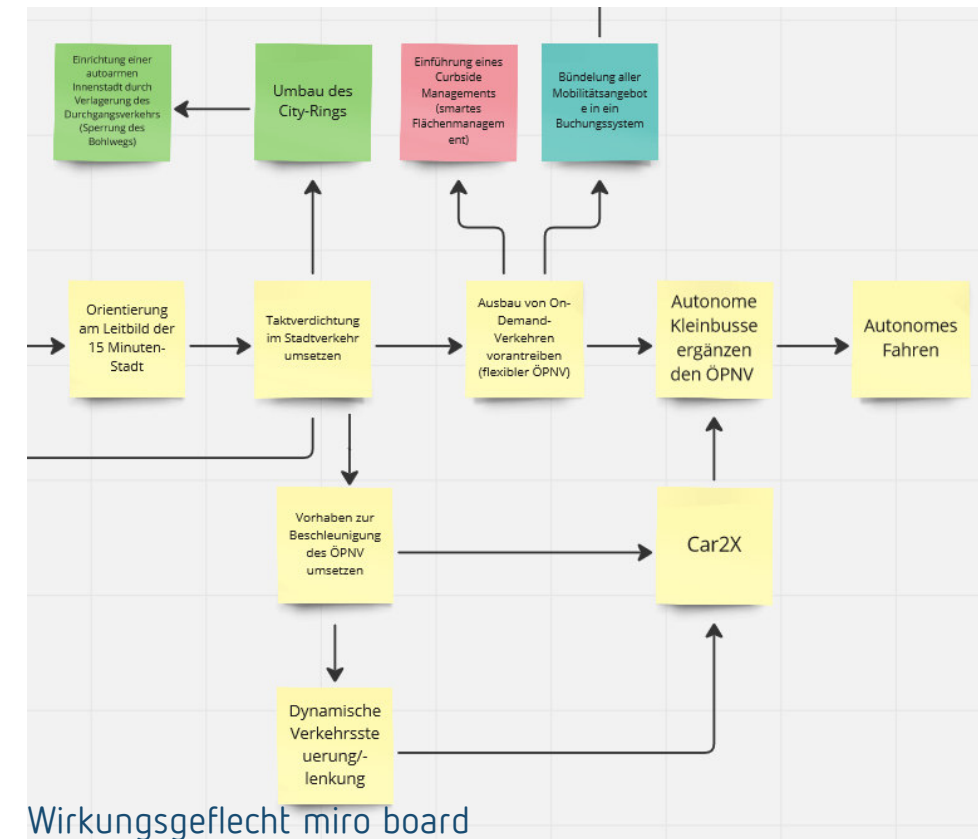 Einrichtung einer
autoarmen
Innenstadt durch
Verlagerung des
Durchgangsverkehrs
(Sperrung des
Bohlwegs)
Umbau des
City-Rings
Einführung eines
Curbside
Managements
(smartes
Flächenmanagem
ent)
Bündelung aller
Mobilitätsangebot
e in ein
Buchungssystem
Orientierung
am Leitbild der
15 Minuten-
Stadt
Taktverdichtung
im Stadtverkehr
umsetzen
Ausbau von On-
Demand-
Verkehren
vorantreiben
(flexibler ÖPNV)
Autonome
Kleinbusse
ergänzen
den ÖPNV
Autonomes
Fahren
Vorhaben zur
Beschleunigung
des ÖPNV
umsetzen
Car2X
Dynamische
Verkehrsste
uerung/-
lenkung
Wirkungsgeflecht miro board